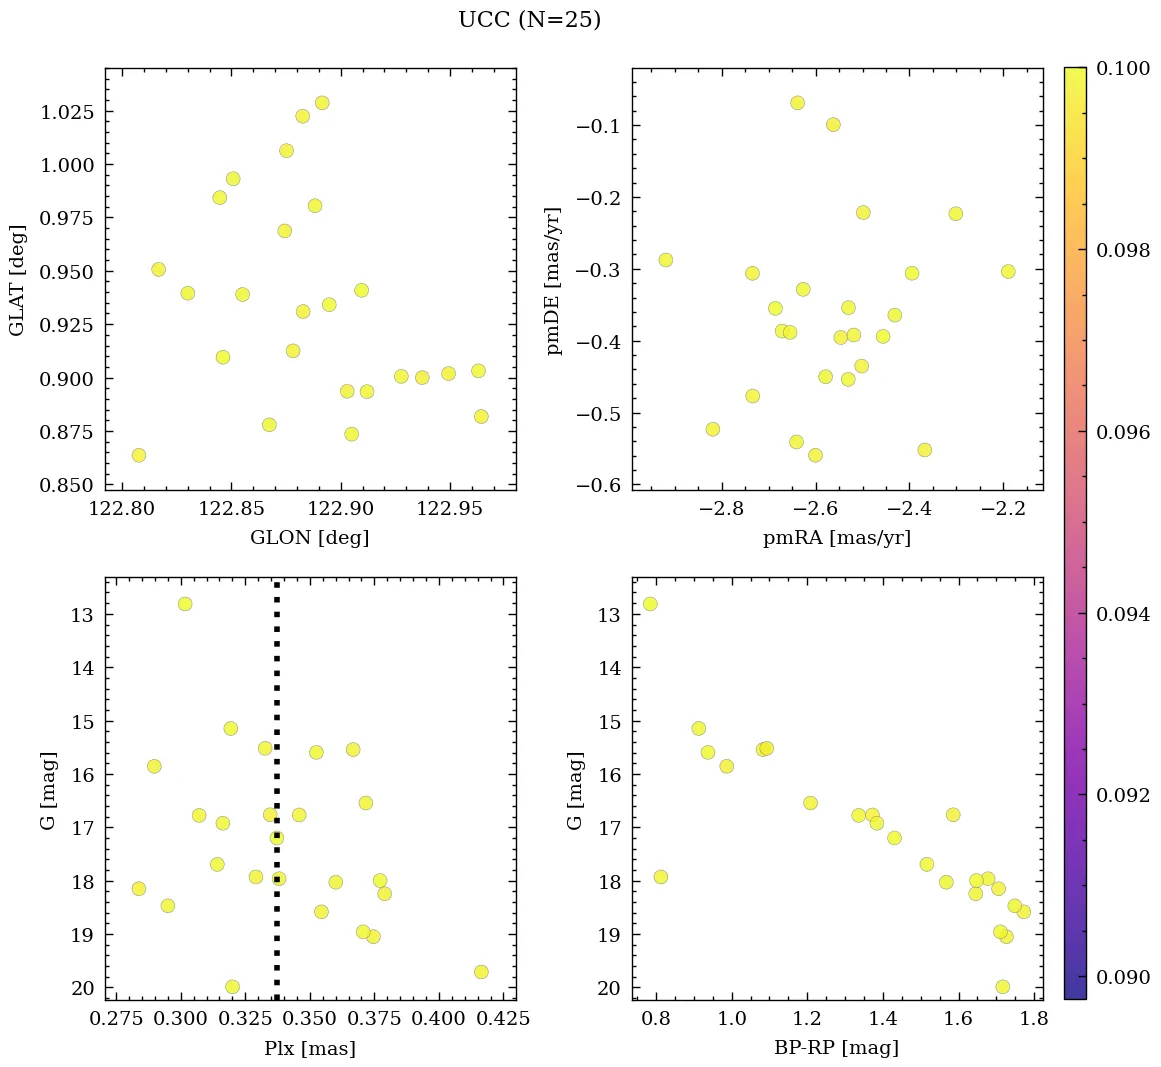 UCC (N=25)
1.025
1.000
0.975
0.950
0.925
0.900
0.875
0.850
GLAT [deg]
122.80 122.85 122.90 122.95
GLON [deg]
−0.1
−0.2
−0.3
−0.4
−0.5
−0.6
pmDE [mas/yr]
−2.8 −2.6 −2.4 −2.2
pmRA [mas/yr]
13
14
15
16
17
18
19
20
G [mag]
0.275 0.300 0.325 0.350 0.375 0.400 0.425
Plx [mas]
13
14
15
16
17
18
19
20
G [mag]
0.8 1.0 1.2 1.4 1.6 1.8
BP-RP [mag]
0.100
0.098
0.096
0.094
0.092
0.090